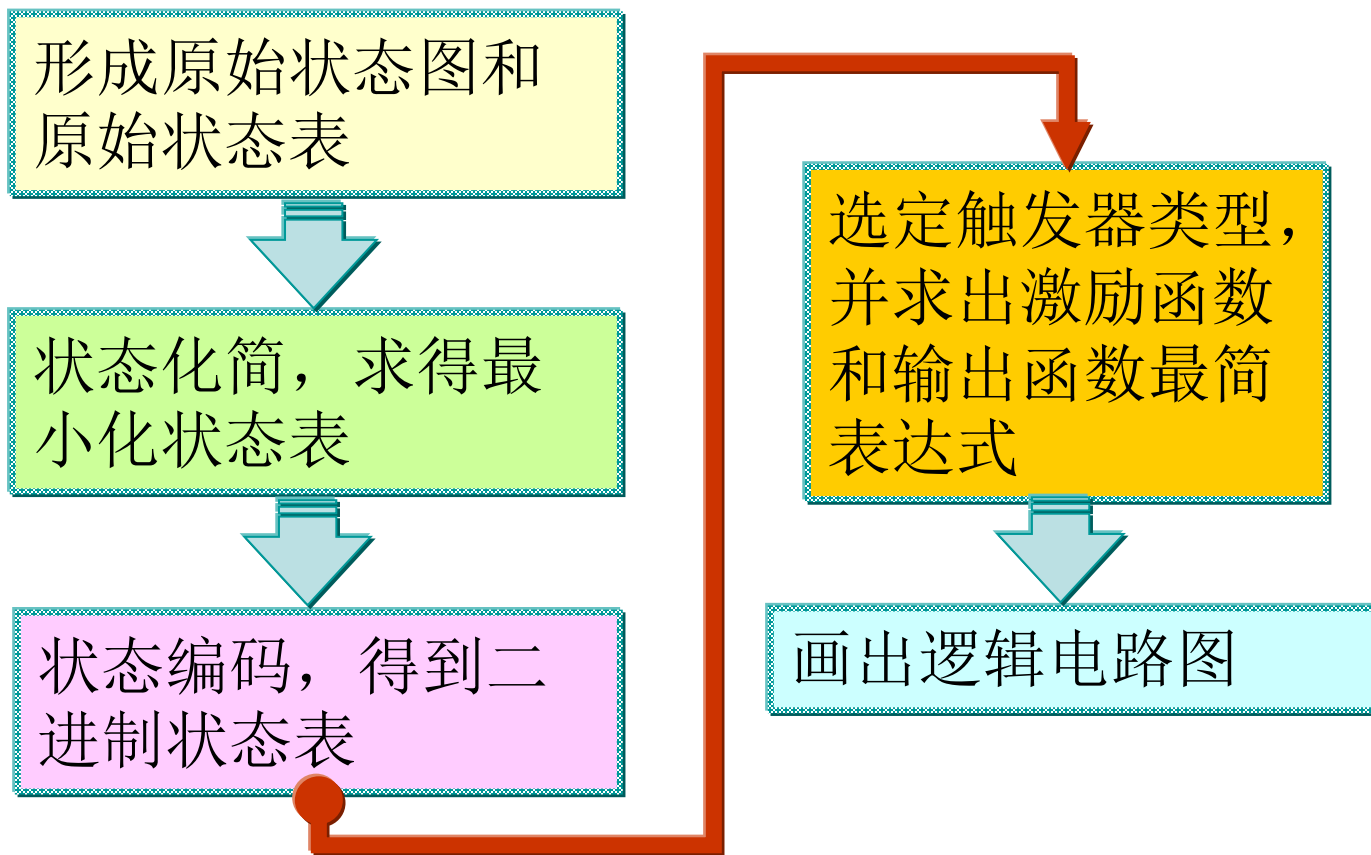 形成原始状态图和
原始状态表
状态化简，求得最
小化状态表
状态编码，得到二
进制状态表
选定触发器类型，
并求出激励函数
和输出函数最简
表达式
画出逻辑电路图